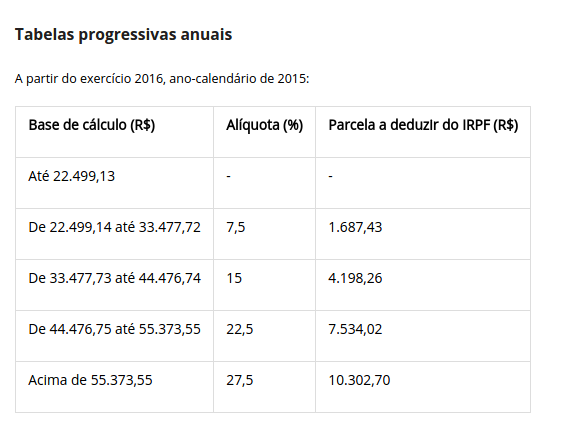 Tabelas progressivas anuais
A partir do exercício 2016, ano-calendário de 2015:
Base de cálculo (R$) Alíquota (%) Parcela a deduzir do IRPF (R$)
Até 22.499,13 - -
De 22.499,14 até 33.477,72 7,5 1.687,43
De 33.477,73 até 44.476,74 15 4.198,26
De 44.476,75 até 55.373,55 22,5 7.534,02
Acima de 55.373,55 27,5 10.302,70